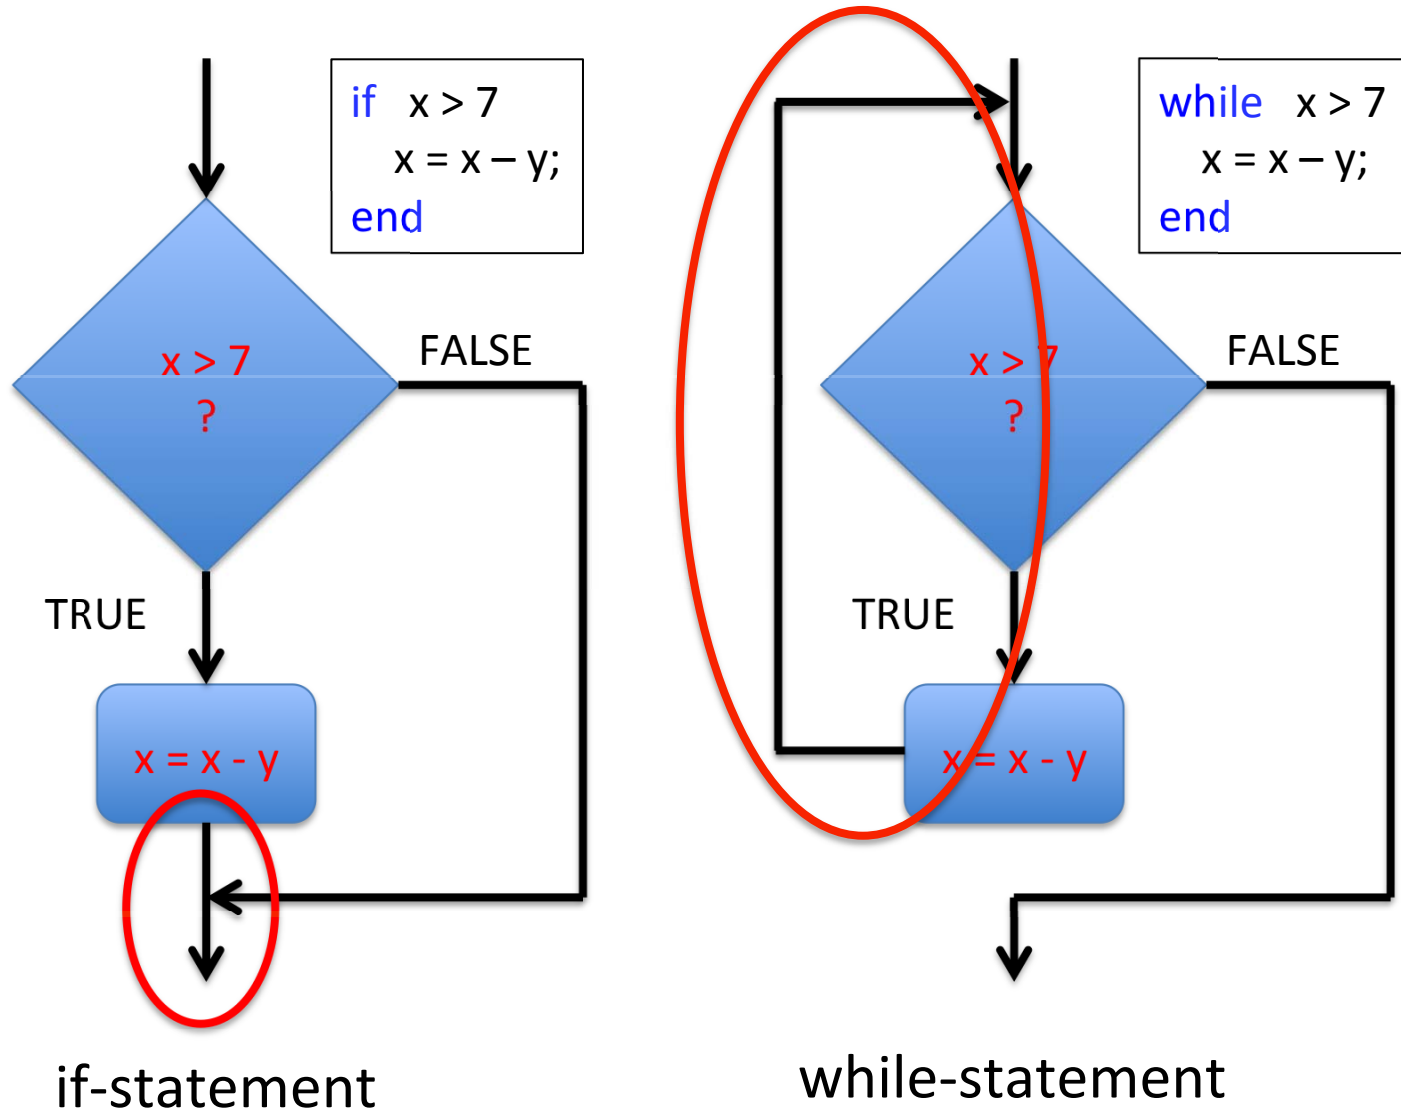 if x > 7
x = x – y;
end
x > 7
?
FALSE
TRUE
x = x - y
if-statement
while x > 7
x = x – y;
end
x > 7
?
FALSE
TRUE
x = x - y
while-statement